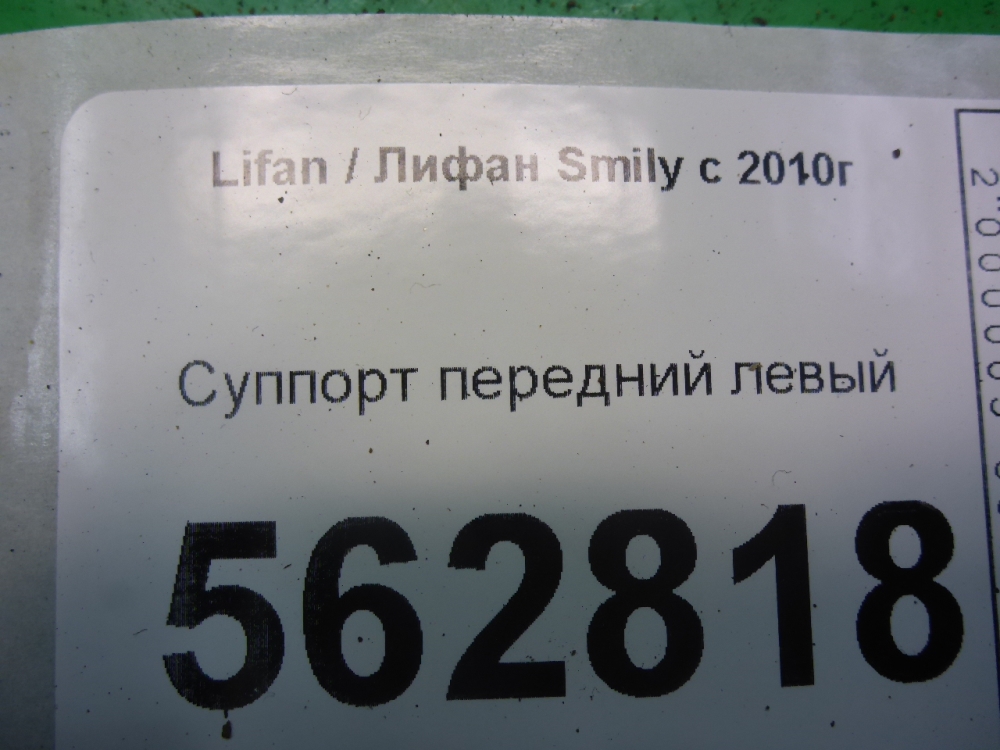 Lifan / Лифан Smily с 2010г
Суппорт передний левый
562818